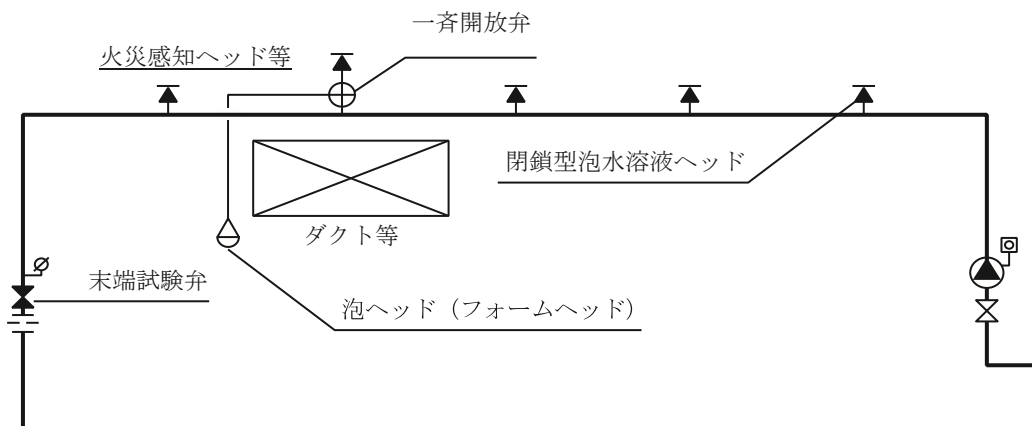 一斉開放弁
火災感知ヘッド等
閉鎖型泡水溶液ヘッド
ダクト等
末端試験弁
泡ヘッド（フォームヘッド）